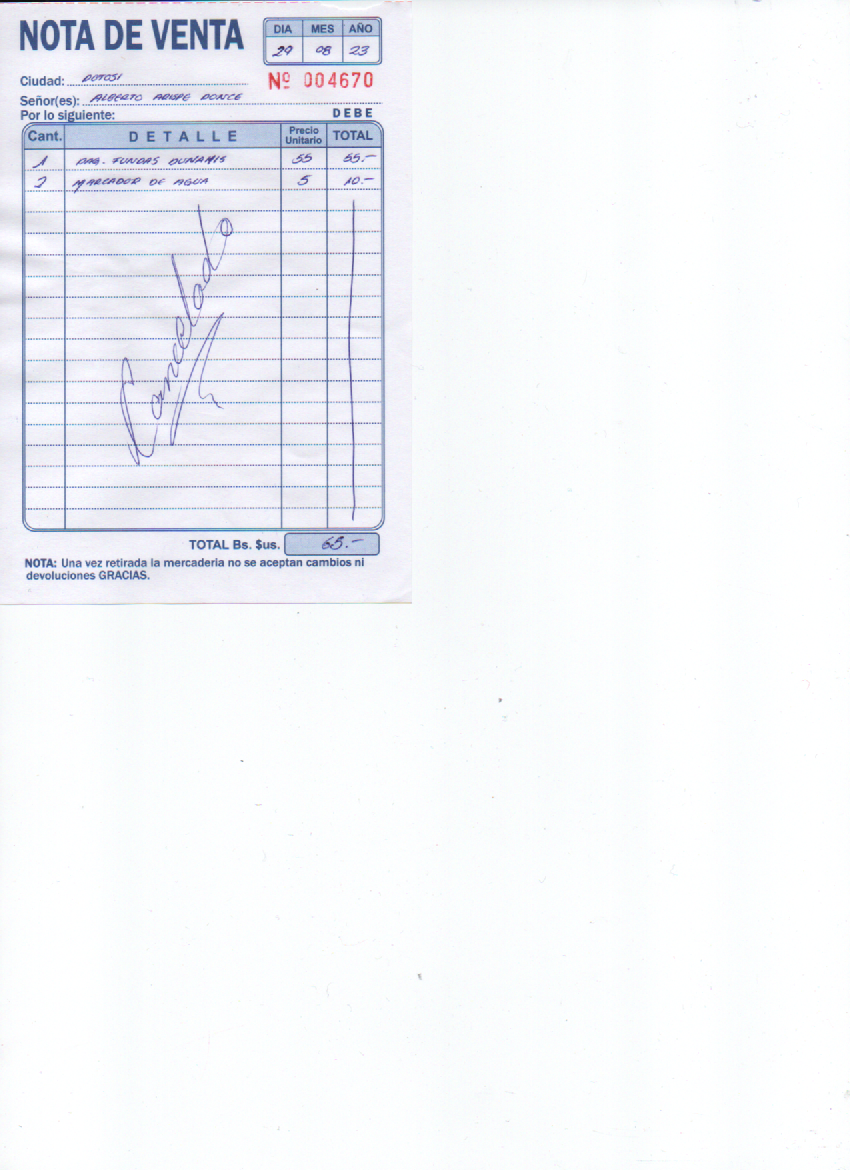 NOTA DE VENTA
DIA MES AÑO
29 08 23
Nº 004670
Ciudad: POTOSI
Señor(es): ALBERTO ARISPE PONCE
Por lo siguiente: DEBE
Cant. DETALLE Precio Unitario TOTAL
1 PAQ. FUNDAS DUNAMIS 55 55.-
2 MARCADOR DE AGUA 5 10.-
Cancelado
TOTAL Bs. $us. 65.-
NOTA: Una vez retirada la mercaderia no se aceptan cambios ni
devoluciones GRACIAS.